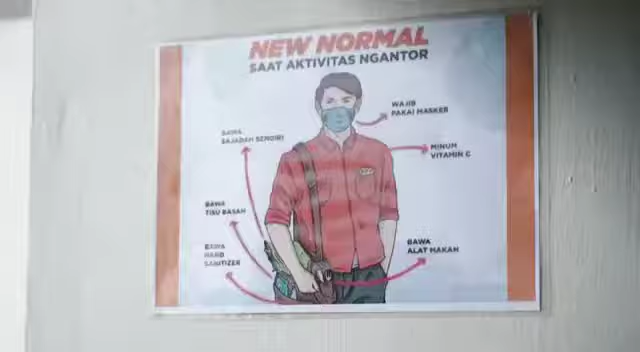 NEW NORMAL
SAAT AKTIVITAS NGANTOR
WAJIB
PAKAI MASKER
BAWA
SAJADAH SENDIRI
MINUM
VITAMIN C
BAWA
TISU BASAH
BAWA
HAND
SANITIZER
BAWA
ALAT MAKAN